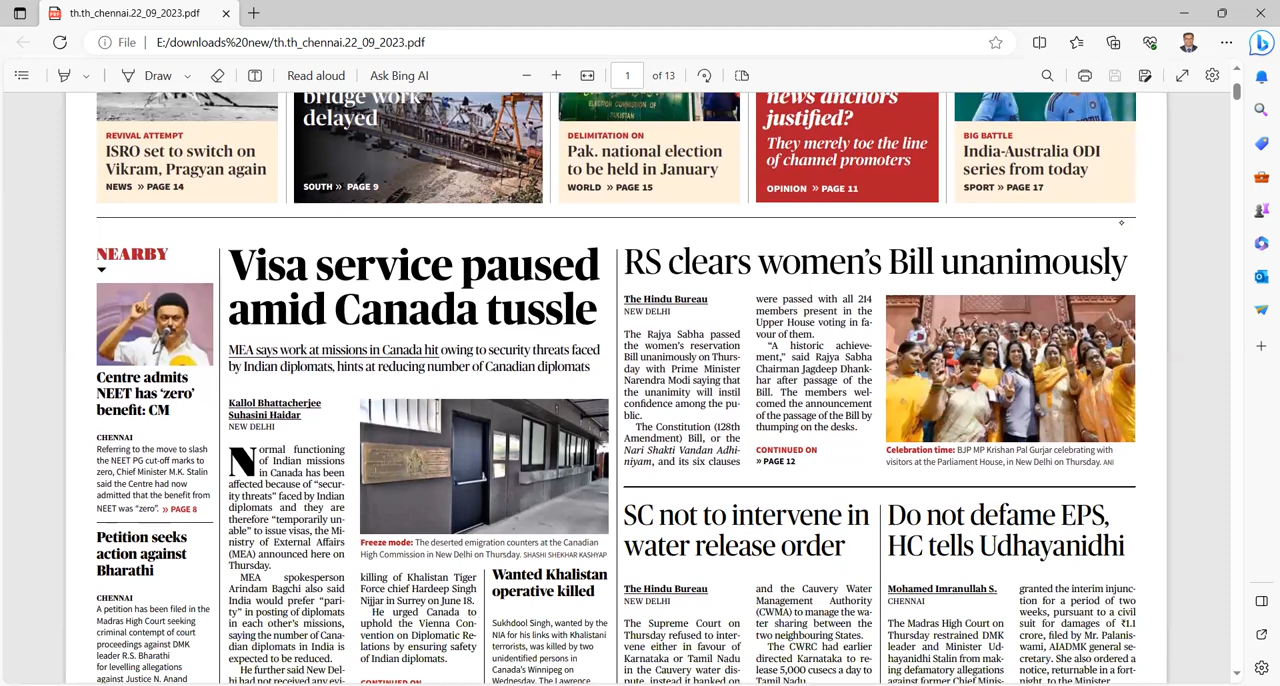 th.th_chennai.22_09_2023.pdf
File
E:/downloads%20new/th.th_chennai.22_09_2023.pdf
Draw
Read aloud
Ask Bing AI
1
of 13
bridge work
delayed
SOUTH » PAGE 9
REVIVAL ATTEMPT
ISRO set to switch on
Vikram, Pragyan again
NEWS » PAGE 14
ELECTION COMMISSION OF
PAKISTAN
DELIMITATION ON
Pak. national election
to be held in January
WORLD » PAGE 15
news anchors
justified?
They merely toe the line
of channel promoters
OPINION » PAGE 11
BIG BATTLE
India-Australia ODI
series from today
SPORT » PAGE 17
NEARBY
Centre admits
NEET has ‘zero’
benefit: CM
CHENNAI
Referring to the move to slash
the NEET PG cut-off marks to
zero, Chief Minister M.K. Stalin
said the Centre had now
admitted that the benefit from
NEET was “zero”. » PAGE 8
Petition seeks
action against
Bharathi
CHENNAI
A petition has been filed in the
Madras High Court seeking
criminal contempt of court
proceedings against DMK
leader R.S. Bharathi
for levelling allegations
against Justice N. Anand
Visa service paused
amid Canada tussle
MEA says work at missions in Canada hit owing to security threats faced
by Indian diplomats, hints at reducing number of Canadian diplomats
Kallol Bhattacherjee
Suhasini Haidar
NEW DELHI
Normal functioning
of Indian missions
in Canada has been
affected because of “secur-
ity threats” faced by Indian
diplomats and they are
therefore “temporarily un-
able” to issue visas, the Mi-
nistry of External Affairs
(MEA) announced here on
Thursday.
MEA spokesperson
Arindam Bagchi also said
India would prefer “pari-
ty” in posting of diplomats
in each other’s missions,
saying the number of Cana-
dian diplomats in India is
expected to be reduced.
He further said New Del-
hi had not received any evi-
Freeze mode: The deserted emigration counters at the Canadian
High Commission in New Delhi on Thursday. SHASHI SHEKHAR KASHYAP
killing of Khalistan Tiger
Force chief Hardeep Singh
Nijjar in Surrey on June 18.
He urged Canada to
uphold the Vienna Con-
vention on Diplomatic Re-
lations by ensuring safety
of Indian diplomats.
CONTINUED ON
Wanted Khalistan
operative killed
Sukhdool Singh, wanted by the
NIA for his links with Khalistani
terrorists, was killed by two
unidentified persons in
Canada’s Winnipeg on
Wednesday. The Lawrence
RS clears women’s Bill unanimously
The Hindu Bureau
NEW DELHI
The Rajya Sabha passed
the women’s reservation
Bill unanimously on Thurs-
day with Prime Minister
Narendra Modi saying that
the unanimity will instil
confidence among the pu-
blic.
The Constitution (128th
Amendment) Bill, or the
Nari Shakti Vandan Adhi-
niyam, and its six clauses
were passed with all 214
members present in the
Upper House voting in fa-
vour of them.
“A historic achieve-
ment,” said Rajya Sabha
Chairman Jagdeep Dhank-
har after passage of the
Bill. The members wel-
comed the announcement
of the passage of the Bill by
thumping on the desks.
CONTINUED ON
» PAGE 12
Celebration time: BJP MP Krishan Pal Gurjar celebrating with
visitors at the Parliament House, in New Delhi on Thursday. ANI
SC not to intervene in
water release order
The Hindu Bureau
NEW DELHI
The Supreme Court on
Thursday refused to inter-
vene either in favour of
Karnataka or Tamil Nadu
in the Cauvery water dis-
pute, instead it banked on
and the Cauvery Water
Management Authority
(CWMA) to manage the wa-
ter sharing between the
two neighbouring States.
The CWRC had earlier
directed Karnataka to re-
lease 5,000 cusecs a day to
Tamil Nadu
Do not defame EPS,
HC tells Udhayanidhi
Mohamed Imranullah S.
CHENNAI
The Madras High Court on
Thursday restrained DMK
leader and Minister Ud-
hayanidhi Stalin from mak-
ing defamatory allegations
against former Chief Minis-
granted the interim injunc-
tion for a period of two
weeks, pursuant to a civil
suit for damages of ₹1.1
crore, filed by Mr. Palanis-
wami, AIADMK general se-
cretary. She also ordered a
notice, returnable in a fort-
night, to the Minister.